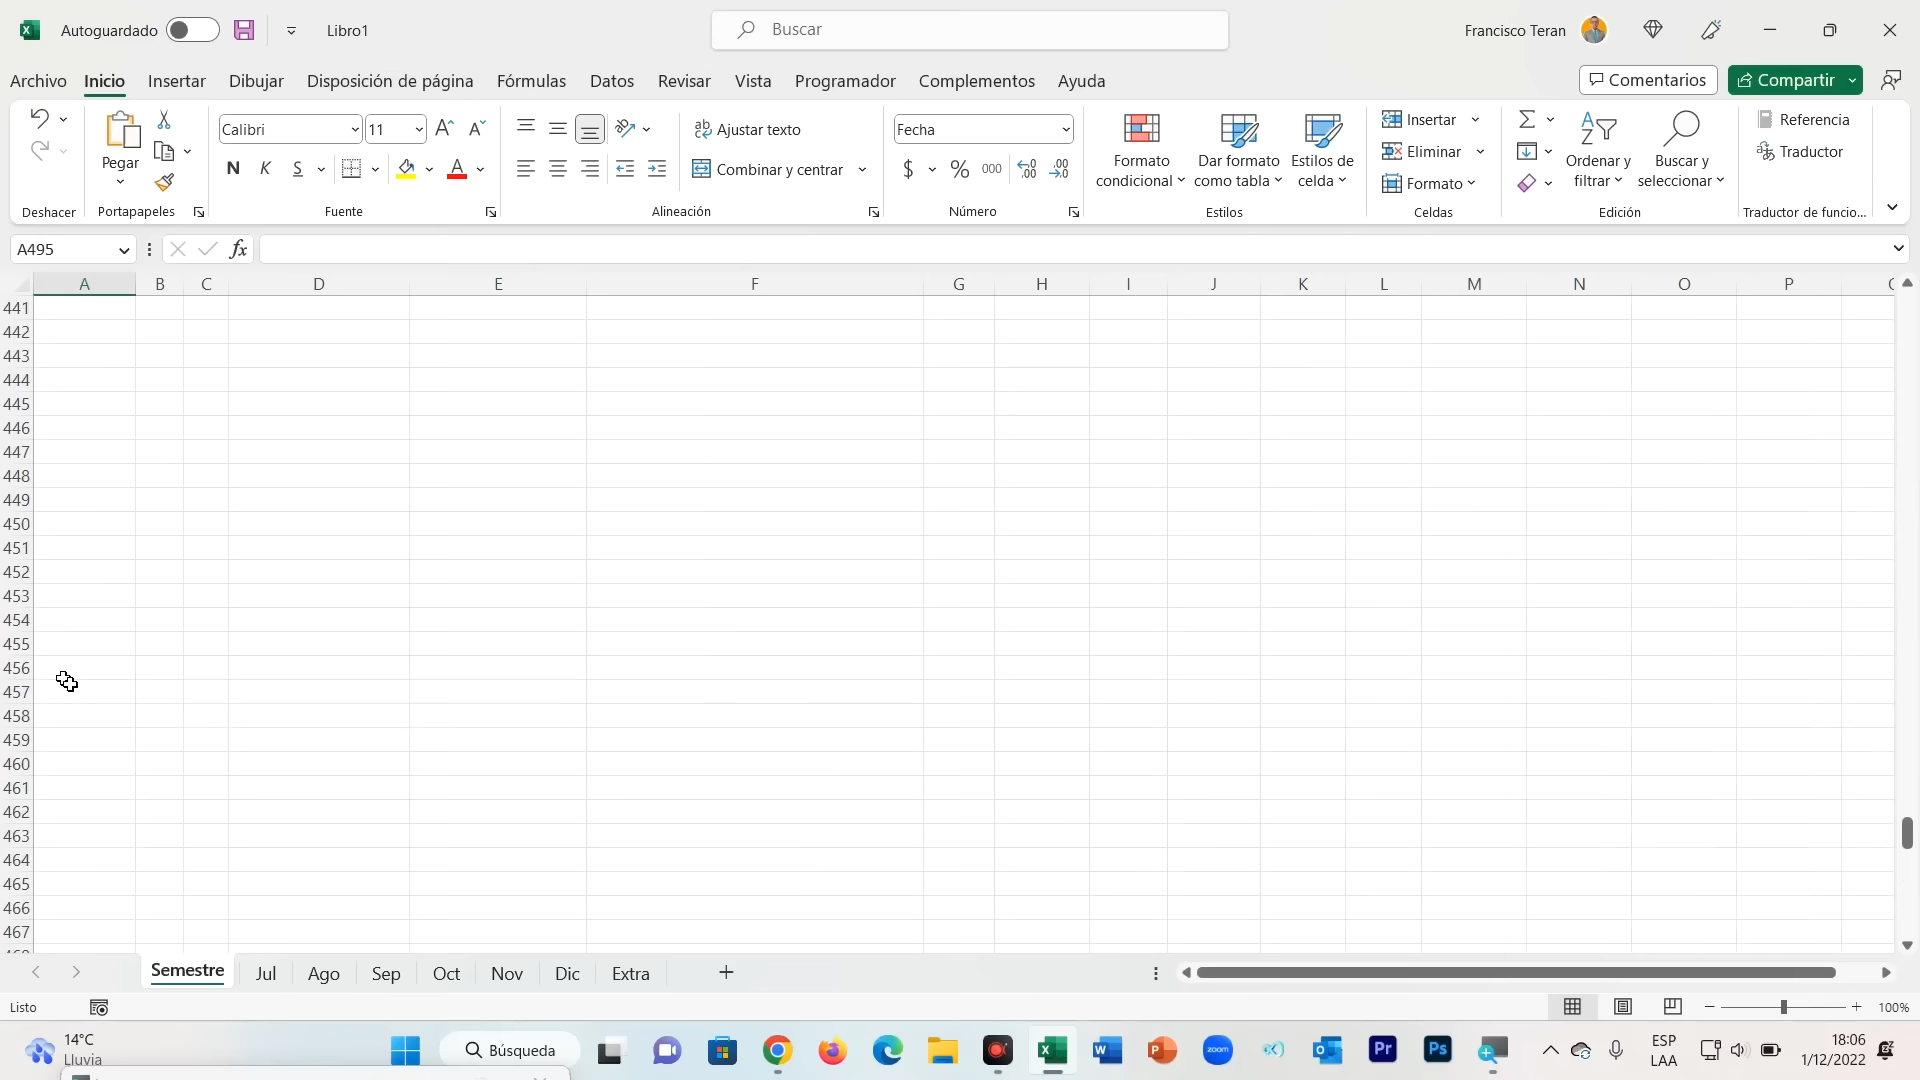 Autoguardado Libro1 Buscar Francisco Teran
Archivo Inicio Insertar Dibujar Disposición de página Fórmulas Datos Revisar Vista Programador Complementos Ayuda Comentarios Compartir
Calibri 11 Ajustar texto Fecha Insertar Referencia
Pegar Formato condicional Dar formato como tabla Estilos de celda Eliminar Ordenar y filtrar Buscar y seleccionar Traductor
N K S Combinar y centrar $ % 000 Formato
Deshacer Portapapeles Fuente Alineación Número Estilos Celdas Edición Traductor de funcio...
A495 fx
A B C D E F G H I J K L M N O P
441
442
443
444
445
446
447
448
449
450
451
452
453
454
455
456
457
458
459
460
461
462
463
464
465
466
467
Semestre Jul Ago Sep Oct Nov Dic Extra
Listo 100%
14°C Búsqueda zoom ESP 18:06
Lluvia LAA 1/12/2022